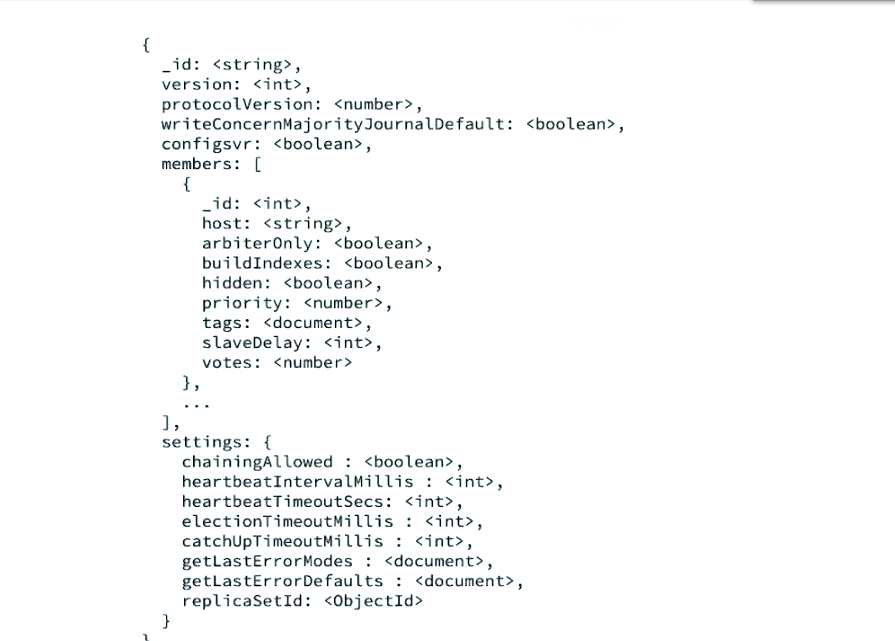 {
_id: <string>,
version: <int>,
protocolVersion: <number>,
writeConcernMajorityJournalDefault: <boolean>,
configsvr: <boolean>,
members: [
{
_id: <int>,
host: <string>,
arbiterOnly: <boolean>,
buildIndexes: <boolean>,
hidden: <boolean>,
priority: <number>,
tags: <document>,
slaveDelay: <int>,
votes: <number>
},
...
],
settings: {
chainingAllowed : <boolean>,
heartbeatIntervalMillis : <int>,
heartbeatTimeoutSecs: <int>,
electionTimeoutMillis : <int>,
catchUpTimeoutMillis : <int>,
getLastErrorModes : <document>,
getLastErrorDefaults : <document>,
replicaSetId: <ObjectId>
}
}